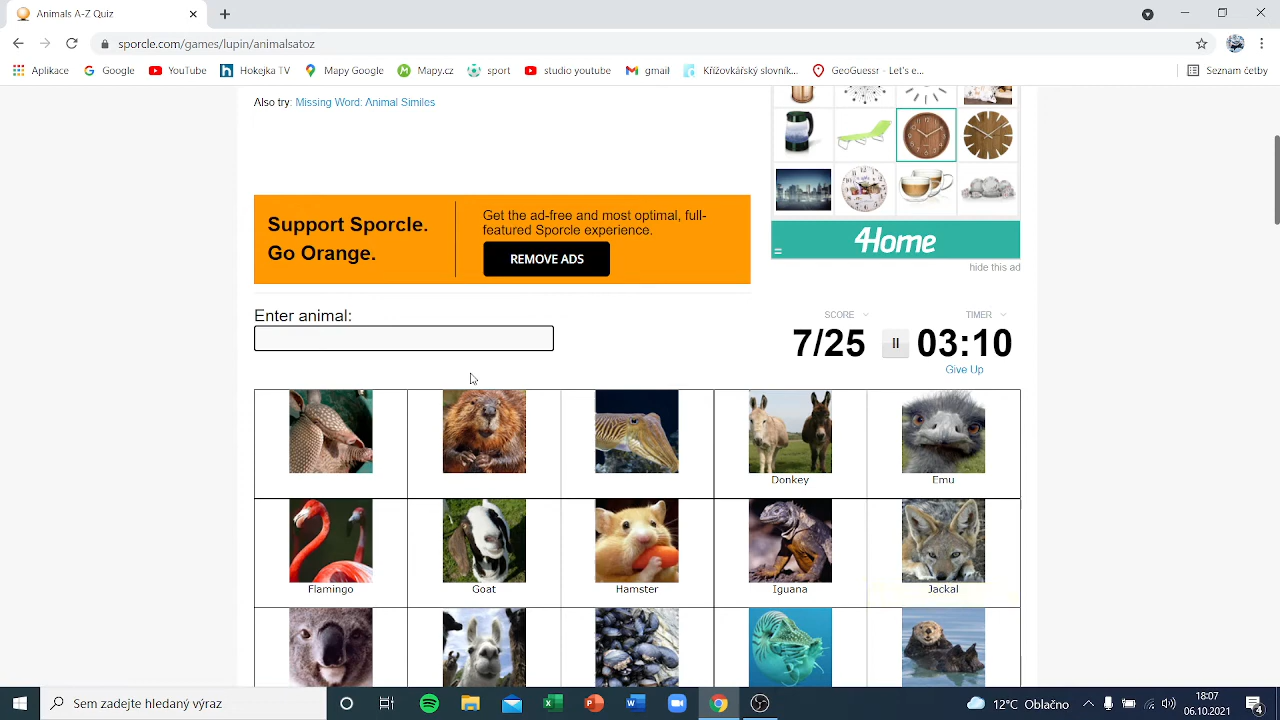 Animals A-Z Quiz
sporcle.com/games/lupin/animalsatoz
Aplikace
Google
YouTube
Hokejka TV
Mapy Google
Mapy.cz
sport
studio youtube
gmail
Křížovkářský slovník...
GeoGuessr - Let's e...
Seznam četby
Also try: Missing Word: Animal Similes
Support Sporcle.
Go Orange.
Get the ad-free and most optimal, full-
featured Sporcle experience.
REMOVE ADS
4Home
hide this ad
Enter animal:
SCORE
TIMER
7/25
03:10
Give Up
Donkey
Emu
Flamingo
Goat
Hamster
Iguana
Jackal
Sem zadejte hledaný výraz
12°C Oblačno
18:07
06.10.2021